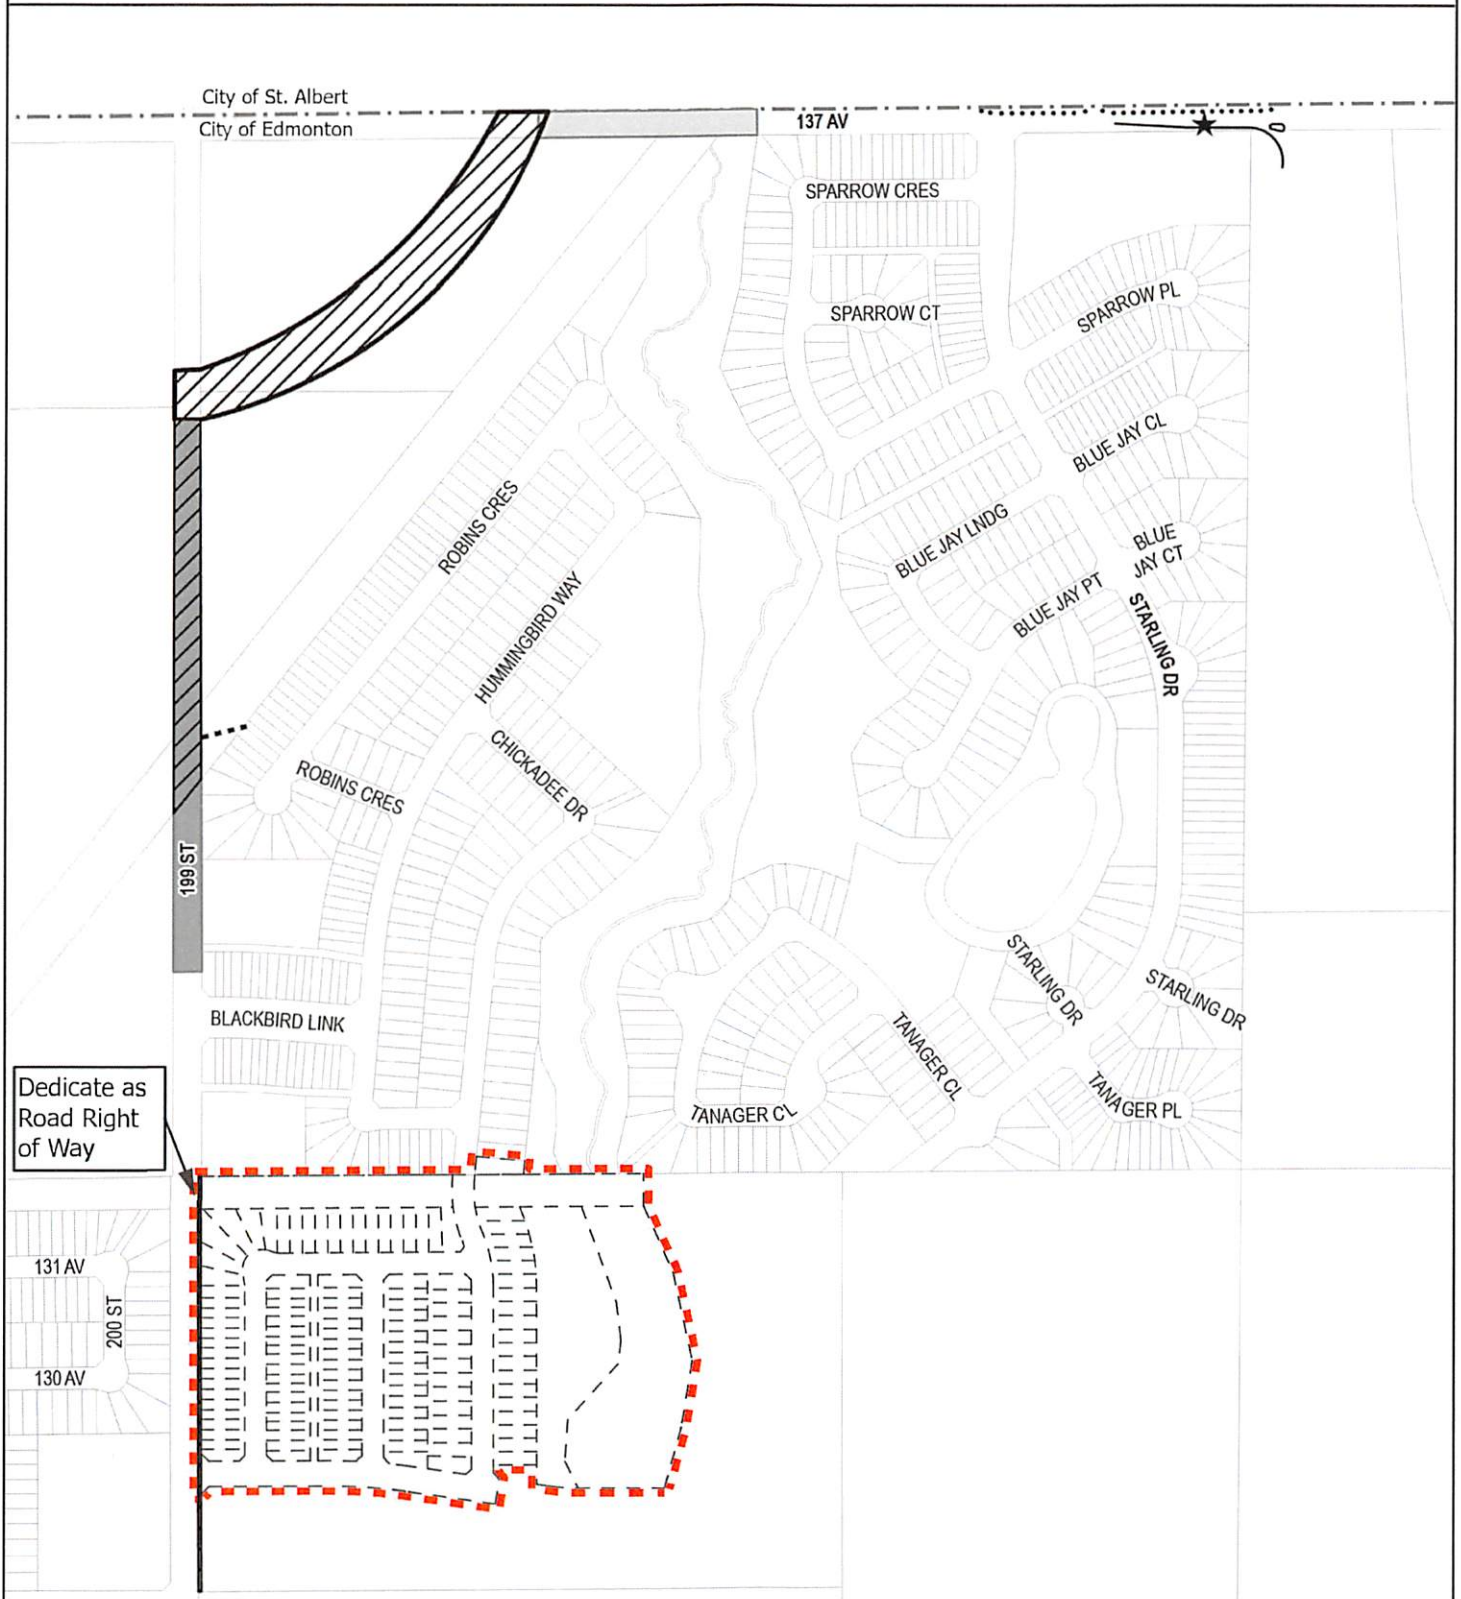 City of St. Albert
City of Edmonton
137 AV
SPARROW CRES
SPARROW PL
SPARROW CT
BLUE JAY CL
ROBINS CRES
BLUE JAY LNDG
BLUE
JAY CT
BLUE JAY PT
HUMMINGBIRD WAY
STARLING DR
CHICKADEE DR
ROBINS CRES
199 ST
STARLING DR
STARLING DR
BLACKBIRD LINK
TANAGER CL
TANAGER CL
TANAGER PL
Dedicate as
Road Right
of Way
131 AV
200 ST
130 AV